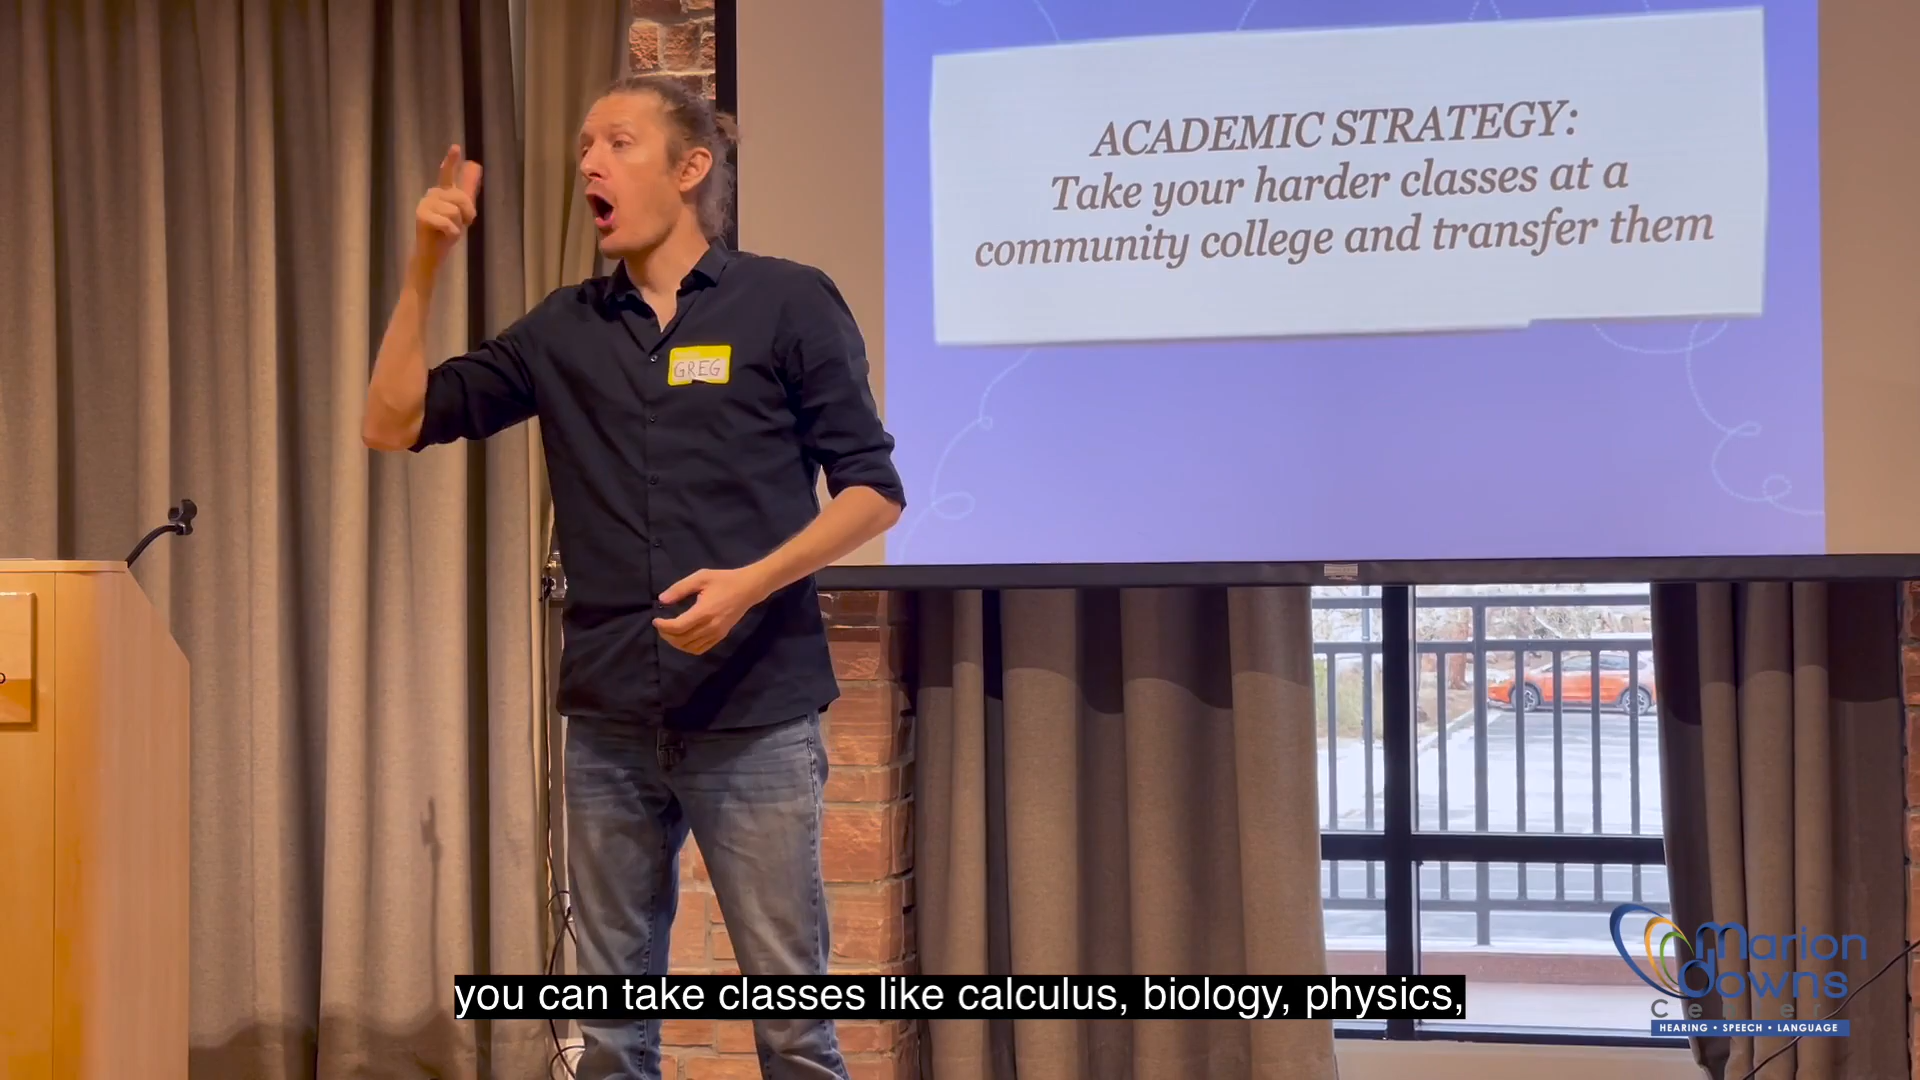 ACADEMIC STRATEGY:
Take your harder classes at a
community college and transfer them
GREG
you can take classes like calculus, biology, physics,
marion
downs
Center
HEARING • SPEECH • LANGUAGE